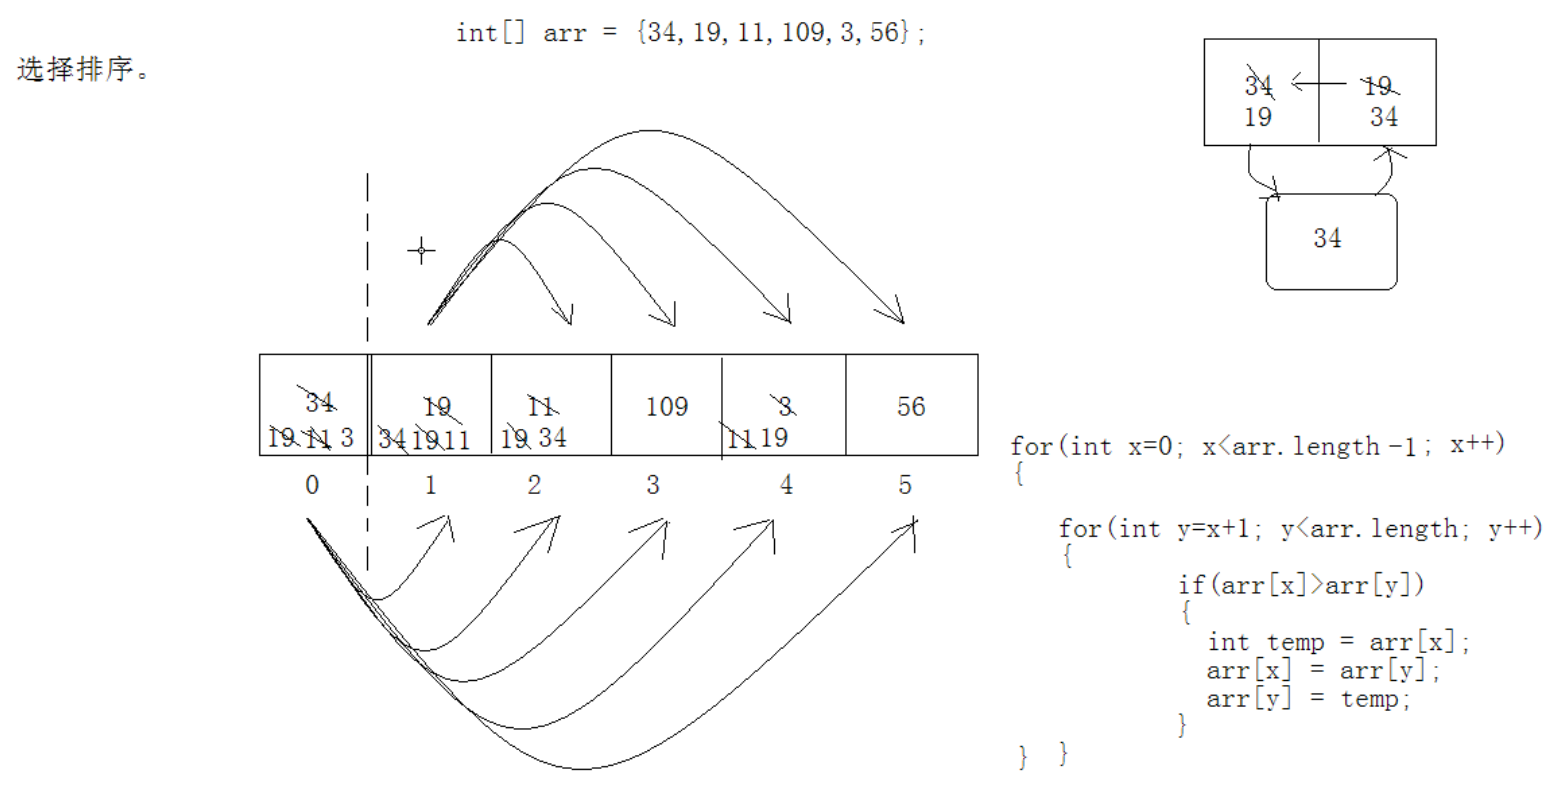 int[] arr = {34,19,11,109,3,56};
选择排序。
34 19
19 34
34
34 19 11 109 3 56
19 11 3 34 19 11 19 34 11 19
0 1 2 3 4 5
for(int x=0; x<arr.length-1; x++)
{
for(int y=x+1; y<arr.length; y++)
{
if(arr[x]>arr[y])
{
int temp = arr[x];
arr[x] = arr[y];
arr[y] = temp;
}
}
}